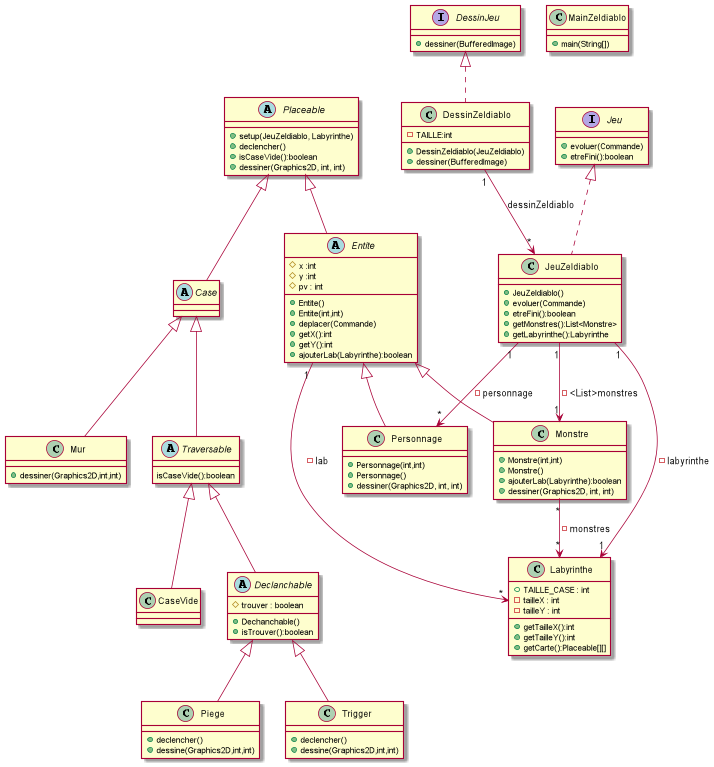 I DessinJeu
dessiner(BufferedImage)
C MainZeldiablo
main(String[])
A Placeable
setup(JeuZeldiablo, Labyrinthe)
declencher()
isCaseVide():boolean
dessiner(Graphics2D, int, int)
C DessinZeldiablo
TAILLE:int
DessinZeldiablo(JeuZeldiablo)
dessiner(BufferedImage)
I Jeu
evoluer(Commande)
etreFini():boolean
1
dessinZeldiablo
*
A Entite
x :int
y :int
pv : int
Entite()
Entite(int,int)
deplacer(Commande)
getX():int
getY():int
ajouterLab(Labyrinthe):boolean
C JeuZeldiablo
JeuZeldiablo()
evoluer(Commande)
etreFini():boolean
getMonstres():List<Monstre>
getLabyrinthe():Labyrinthe
A Case
1
1
1
1
personnage
<List>monstres
*
1
C Mur
dessiner(Graphics2D,int,int)
A Traversable
isCaseVide():boolean
lab
C Personnage
Personnage(int,int)
Personnage()
dessiner(Graphics2D, int, int)
C Monstre
Monstre(int,int)
Monstre()
ajouterLab(Labyrinthe):boolean
dessiner(Graphics2D, int, int)
labyrinthe
*
monstres
*
1
C CaseVide
A Declanchable
trouver : boolean
Dechanchable()
isTrouver():boolean
*
C Labyrinthe
TAILLE_CASE : int
tailleX : int
tailleY : int
getTailleX():int
getTailleY():int
getCarte():Placeable[][]
C Piege
declencher()
dessine(Graphics2D,int,int)
C Trigger
declencher()
dessine(Graphics2D,int,int)